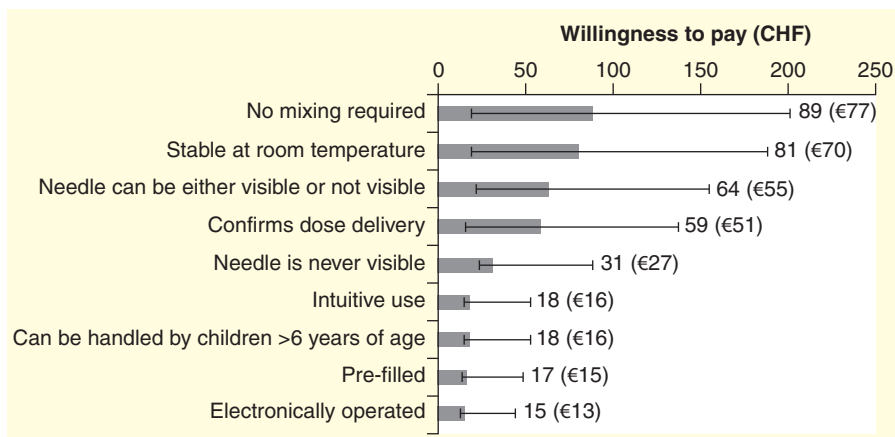 Willingness to pay (CHF)
0 50 100 150 200 250
No mixing required 89 (€77)
Stable at room temperature 81 (€70)
Needle can be either visible or not visible 64 (€55)
Confirms dose delivery 59 (€51)
Needle is never visible 31 (€27)
Intuitive use 18 (€16)
Can be handled by children >6 years of age 18 (€16)
Pre-filled 17 (€15)
Electronically operated 15 (€13)